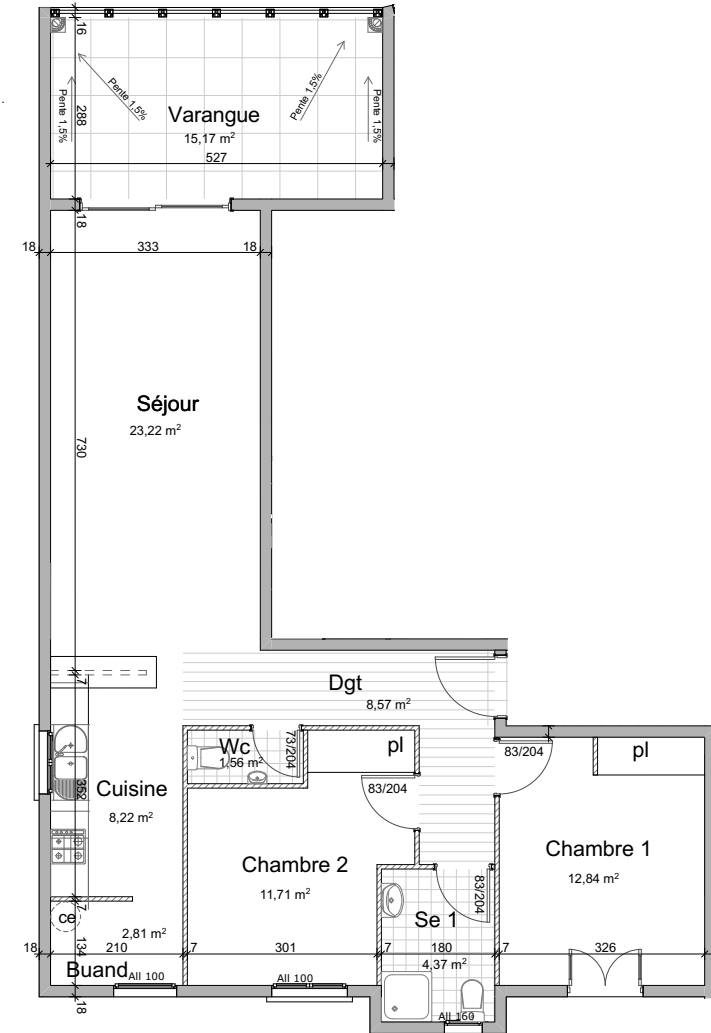 16
Pente 1,5%
Pente 1,5%
Pente 1,5%
Pente 1,5%
288
Varangue
15,17 m²
527
18
18
333
18
Séjour
23,22 m²
730
Dgt
8,57 m²
7
Wc
1,56 m²
73/204
pl
83/204
pl
83/204
352
Cuisine
8,22 m²
Chambre 2
11,71 m²
Chambre 1
12,84 m²
83/204
7
ce
Se 1
2,81 m²
4,37 m²
18
134
210
7
301
7
180
7
326
Buand
All 100
All 100
All 160
18